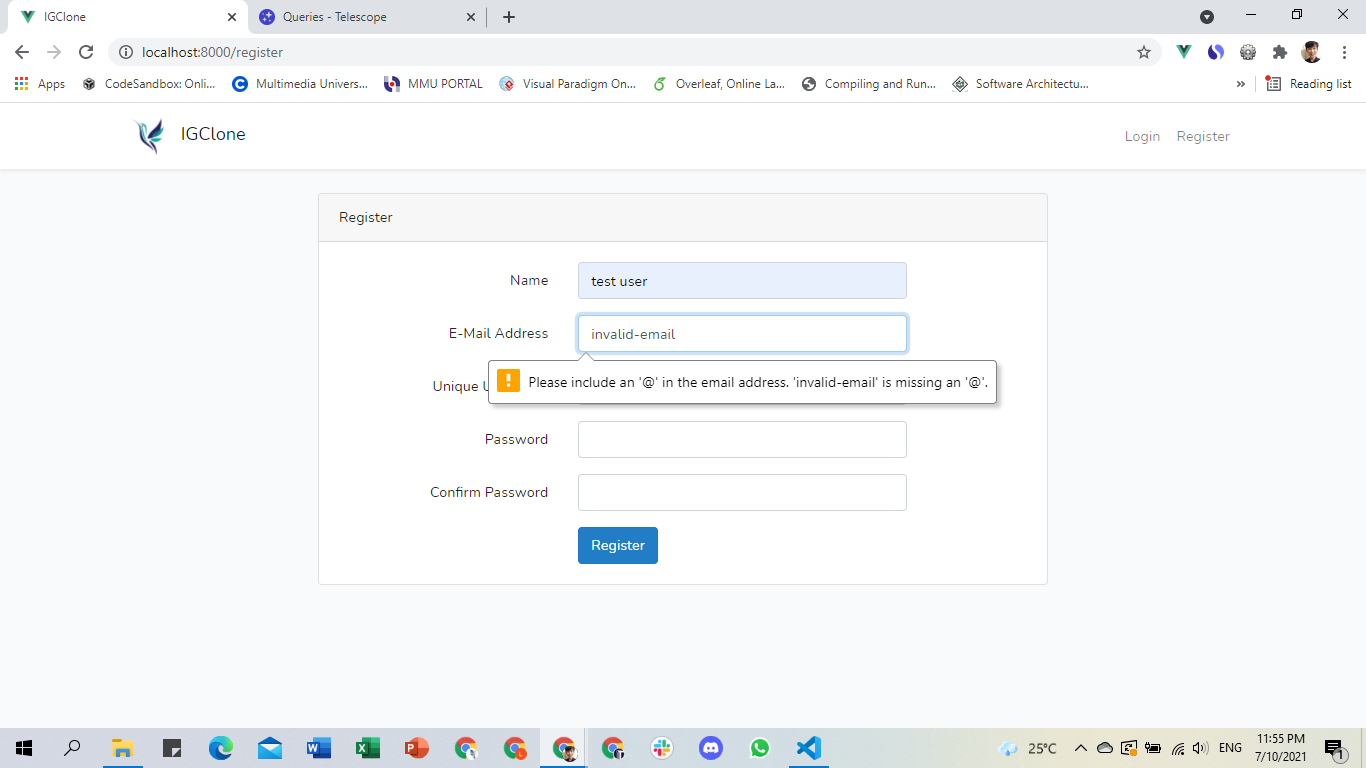 IGClone
Queries - Telescope
localhost:8000/register
Apps
CodeSandbox: Onli...
Multimedia Univers...
MMU PORTAL
Visual Paradigm On...
Overleaf, Online La...
Compiling and Run...
Software Architectu...
»
Reading list
IGClone
Login
Register
Register
Name
test user
E-Mail Address
invalid-email
Please include an '@' in the email address. 'invalid-email' is missing an '@'.
Unique U
Password
Confirm Password
Register
25°C
ENG
11:55 PM
7/10/2021
1